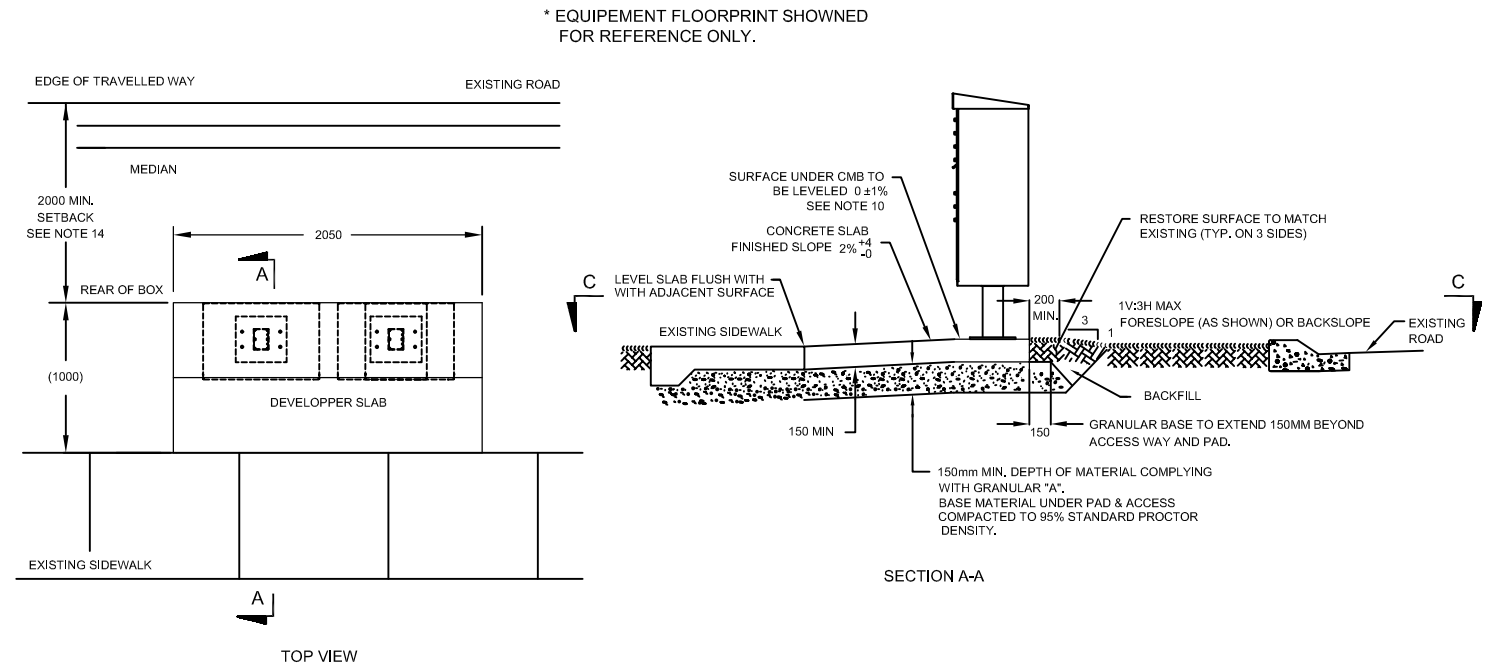 * EQUIPEMENT FLOORPRINT SHOWNED
FOR REFERENCE ONLY.
EDGE OF TRAVELLED WAY
EXISTING ROAD
MEDIAN
2000 MIN.
SETBACK
SEE NOTE 14
2050
A
REAR OF BOX
(1000)
DEVELOPPER SLAB
EXISTING SIDEWALK
A
TOP VIEW
SURFACE UNDER CMB TO
BE LEVELED 0 ±1%
SEE NOTE 10
CONCRETE SLAB
FINISHED SLOPE 2% +4 -0
RESTORE SURFACE TO MATCH
EXISTING (TYP. ON 3 SIDES)
C
LEVEL SLAB FLUSH WITH
WITH ADJACENT SURFACE
200
MIN.
1V:3H MAX
FORESLOPE (AS SHOWN) OR BACKSLOPE
3
1
C
EXISTING SIDEWALK
EXISTING
ROAD
BACKFILL
150 MIN
150
GRANULAR BASE TO EXTEND 150MM BEYOND
ACCESS WAY AND PAD.
150mm MIN. DEPTH OF MATERIAL COMPLYING
WITH GRANULAR "A".
BASE MATERIAL UNDER PAD & ACCESS
COMPACTED TO 95% STANDARD PROCTOR
DENSITY.
SECTION A-A